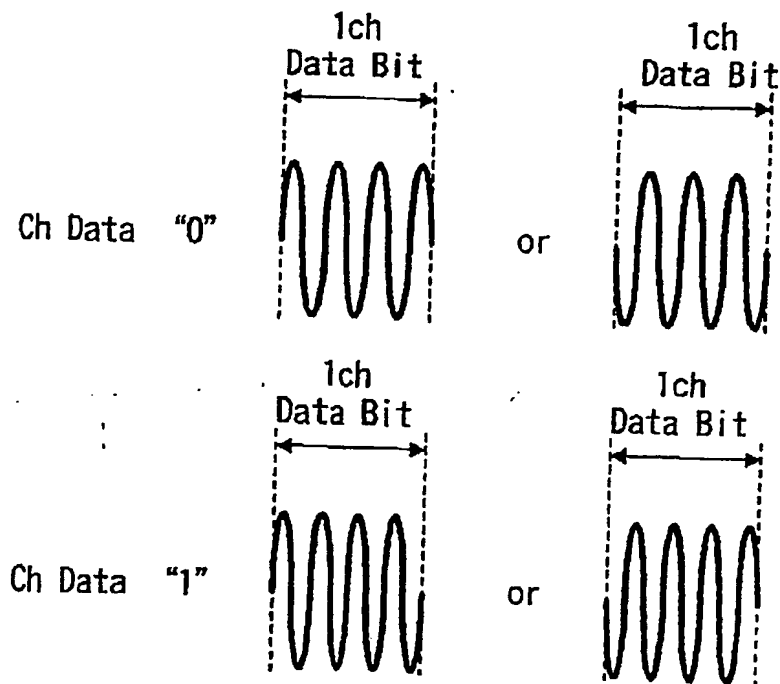 1ch
Data Bit
1ch
Data Bit
Ch Data “0”
or
1ch
Data Bit
1ch
Data Bit
Ch Data “1”
or